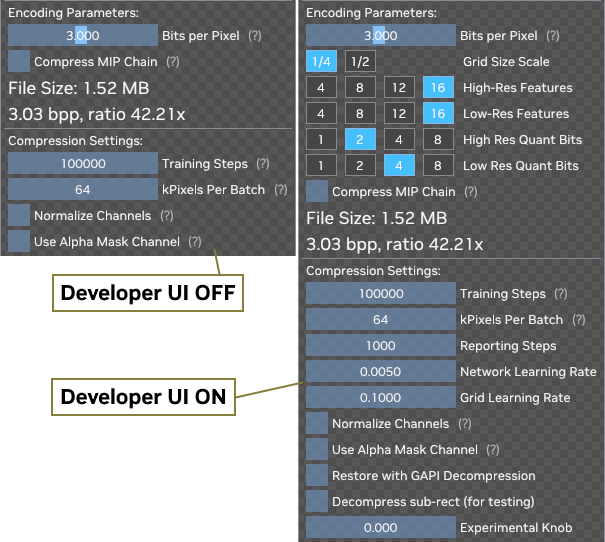 Encoding Parameters:
3.000 Bits per Pixel (?)
Compress MIP Chain (?)
File Size: 1.52 MB
3.03 bpp, ratio 42.21x
Compression Settings:
100000 Training Steps (?)
64 kPixels Per Batch (?)
Normalize Channels (?)
Use Alpha Mask Channel (?)
Developer UI OFF
Developer UI ON
Encoding Parameters:
3.000 Bits per Pixel (?)
1/4 1/2 Grid Size Scale
4 8 12 16 High-Res Features
4 8 12 16 Low-Res Features
1 2 4 8 High Res Quant Bits
1 2 4 8 Low Res Quant Bits
Compress MIP Chain (?)
File Size: 1.52 MB
3.03 bpp, ratio 42.21x
Compression Settings:
100000 Training Steps (?)
64 kPixels Per Batch (?)
1000 Reporting Steps
0.0050 Network Learning Rate
0.1000 Grid Learning Rate
Normalize Channels (?)
Use Alpha Mask Channel (?)
Restore with GAPI Decompression
Decompress sub-rect (for testing)
0.000 Experimental Knob